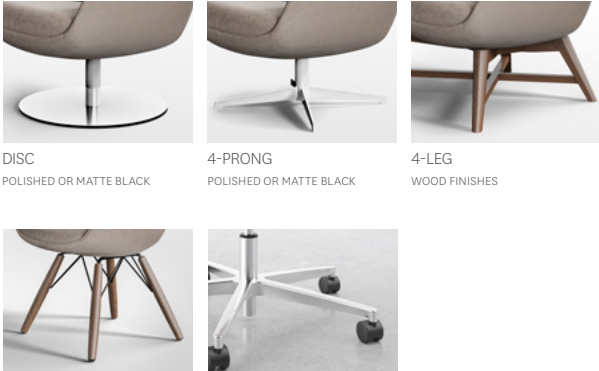 DISC
POLISHED OR MATTE BLACK
4-PRONG
POLISHED OR MATTE BLACK
4-LEG
WOOD FINISHES